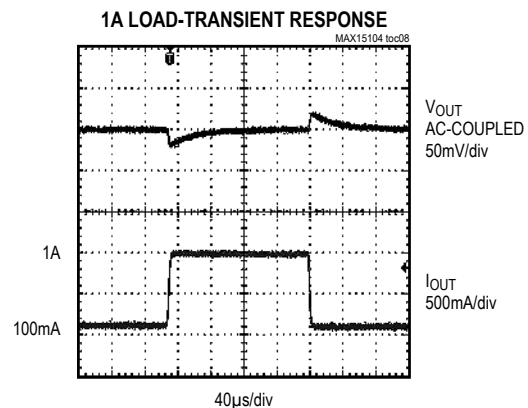 1A LOAD-TRANSIENT RESPONSE
MAX15104 toc08
T
VOUT
AC-COUPLED
50mV/div
1A
IOUT
500mA/div
100mA
40µs/div